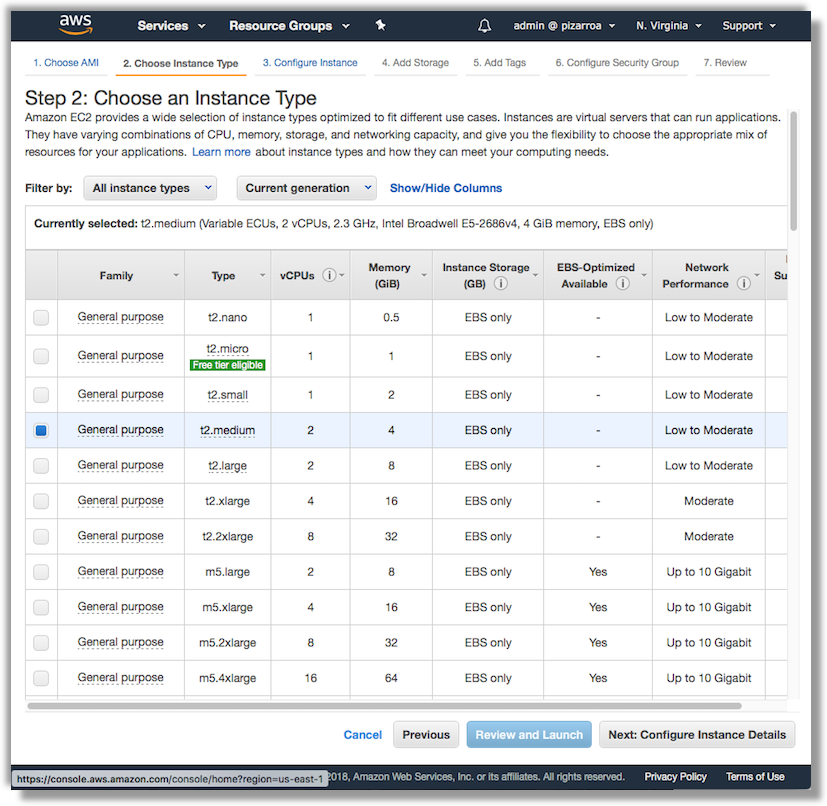 aws Services Resource Groups admin @ pizarroa N. Virginia Support
1. Choose AMI 2. Choose Instance Type 3. Configure Instance 4. Add Storage 5. Add Tags 6. Configure Security Group 7. Review
Step 2: Choose an Instance Type
Amazon EC2 provides a wide selection of instance types optimized to fit different use cases. Instances are virtual servers that can run applications.
They have varying combinations of CPU, memory, storage, and networking capacity, and give you the flexibility to choose the appropriate mix of
resources for your applications. Learn more about instance types and how they can meet your computing needs.
Filter by: All instance types Current generation Show/Hide Columns
Currently selected: t2.medium (Variable ECUs, 2 vCPUs, 2.3 GHz, Intel Broadwell E5-2686v4, 4 GiB memory, EBS only)
Family Type vCPUs i Memory (GiB) Instance Storage (GB) i EBS-Optimized Available i Network Performance i
General purpose t2.nano 1 0.5 EBS only - Low to Moderate
General purpose t2.micro Free tier eligible 1 1 EBS only - Low to Moderate
General purpose t2.small 1 2 EBS only - Low to Moderate
General purpose t2.medium 2 4 EBS only - Low to Moderate
General purpose t2.large 2 8 EBS only - Low to Moderate
General purpose t2.xlarge 4 16 EBS only - Moderate
General purpose t2.2xlarge 8 32 EBS only - Moderate
General purpose m5.large 2 8 EBS only Yes Up to 10 Gigabit
General purpose m5.xlarge 4 16 EBS only Yes Up to 10 Gigabit
General purpose m5.2xlarge 8 32 EBS only Yes Up to 10 Gigabit
General purpose m5.4xlarge 16 64 EBS only Yes Up to 10 Gigabit
Cancel Previous Review and Launch Next: Configure Instance Details
https://console.aws.amazon.com/console/home?region=us-east-1 2018, Amazon Web Services, Inc. or its affiliates. All rights reserved. Privacy Policy Terms of Use